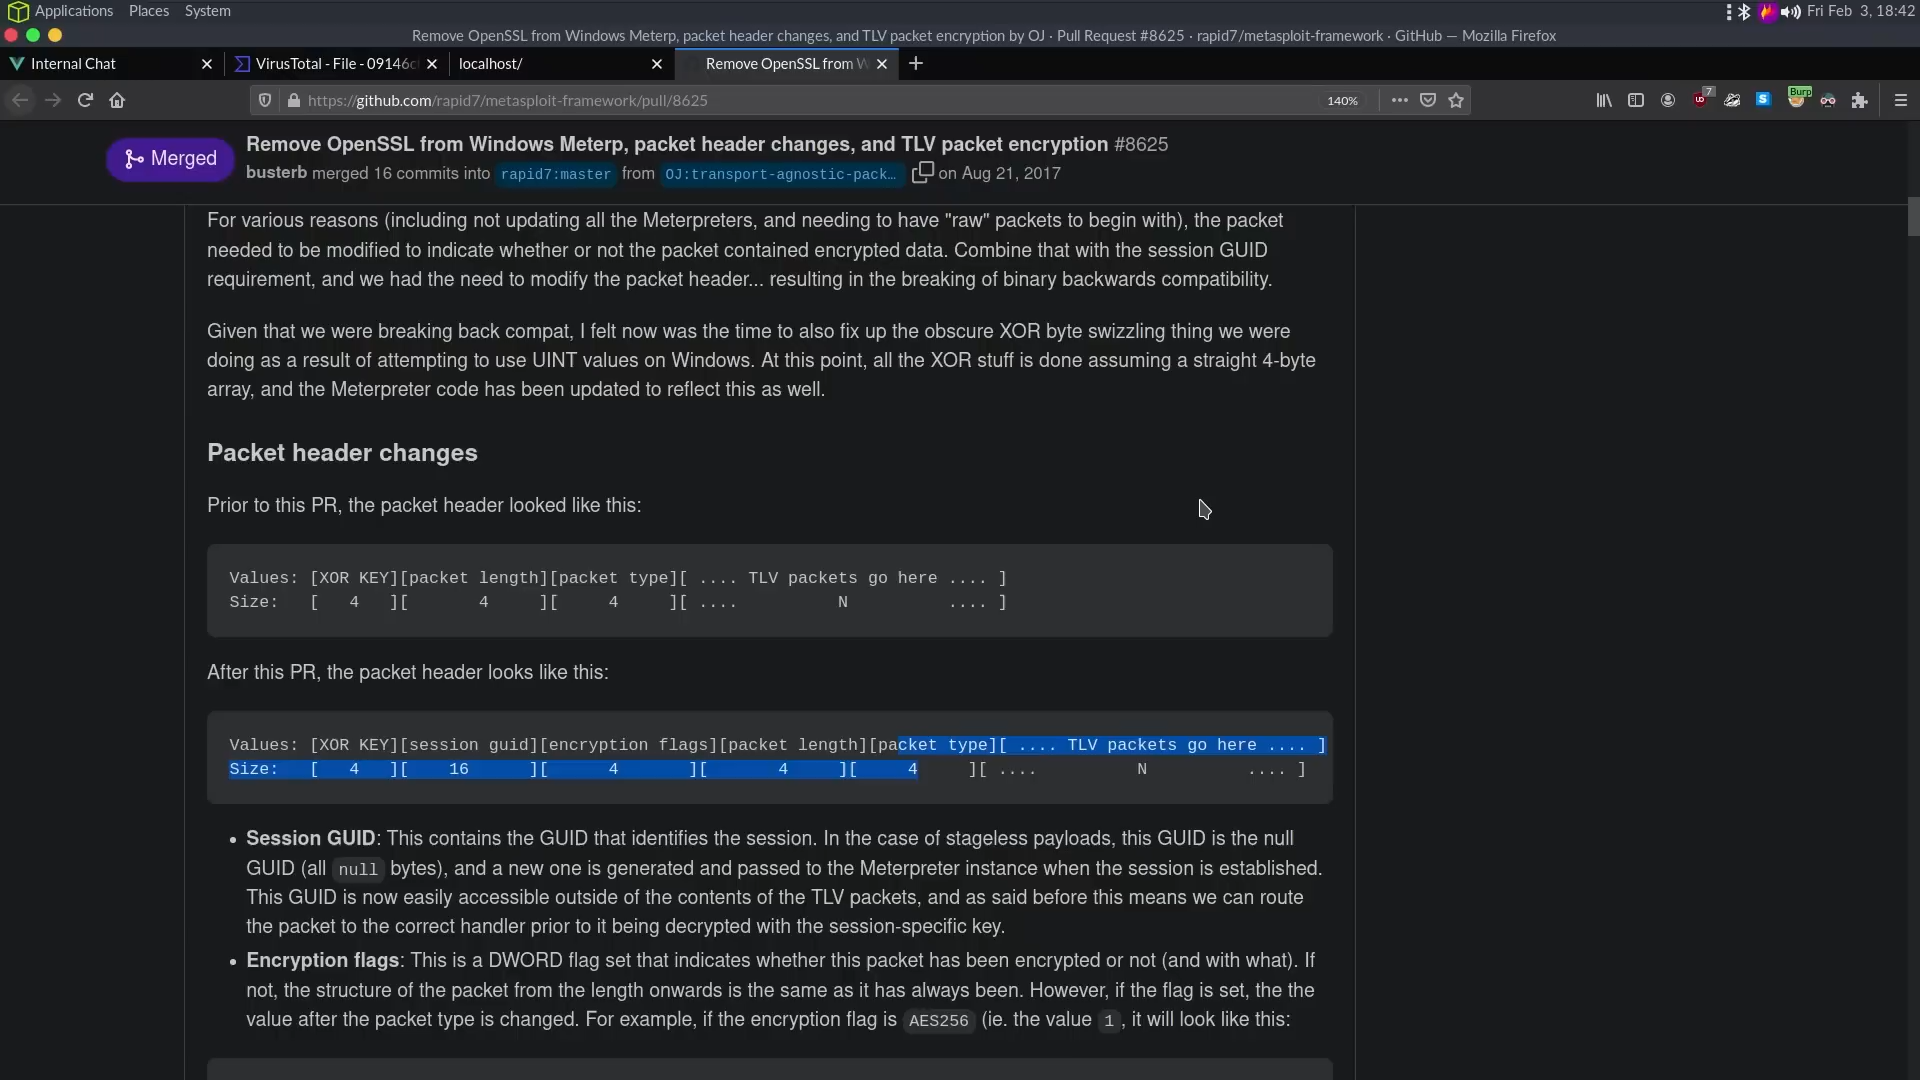 Applications Places System Fri Feb 3, 18:42
Remove OpenSSL from Windows Meterp, packet header changes, and TLV packet encryption by OJ · Pull Request #8625 · rapid7/metasploit-framework · GitHub — Mozilla Firefox
Internal Chat VirusTotal - File - 09146c localhost/ Remove OpenSSL from W
https://github.com/rapid7/metasploit-framework/pull/8625 140% 7 Burp
Merged Remove OpenSSL from Windows Meterp, packet header changes, and TLV packet encryption #8625
busterb merged 16 commits into rapid7:master from OJ:transport-agnostic-pack… on Aug 21, 2017
For various reasons (including not updating all the Meterpreters, and needing to have "raw" packets to begin with), the packet
needed to be modified to indicate whether or not the packet contained encrypted data. Combine that with the session GUID
requirement, and we had the need to modify the packet header... resulting in the breaking of binary backwards compatibility.
Given that we were breaking back compat, I felt now was the time to also fix up the obscure XOR byte swizzling thing we were
doing as a result of attempting to use UINT values on Windows. At this point, all the XOR stuff is done assuming a straight 4-byte
array, and the Meterpreter code has been updated to reflect this as well.
Packet header changes
Prior to this PR, the packet header looked like this:
Values: [XOR KEY][packet length][packet type][ .... TLV packets go here .... ]
Size:   [   4   ][       4     ][     4     ][ ....          N          .... ]
After this PR, the packet header looks like this:
Values: [XOR KEY][session guid][encryption flags][packet length][packet type][ .... TLV packets go here .... ]
Size:   [   4   ][    16      ][      4       ][       4     ][     4     ][ ....          N          .... ]
• Session GUID: This contains the GUID that identifies the session. In the case of stageless payloads, this GUID is the null
GUID (all null bytes), and a new one is generated and passed to the Meterpreter instance when the session is established.
This GUID is now easily accessible outside of the contents of the TLV packets, and as said before this means we can route
the packet to the correct handler prior to it being decrypted with the session-specific key.
• Encryption flags: This is a DWORD flag set that indicates whether this packet has been encrypted or not (and with what). If
not, the structure of the packet from the length onwards is the same as it has always been. However, if the flag is set, the the
value after the packet type is changed. For example, if the encryption flag is AES256 (ie. the value 1, it will look like this: